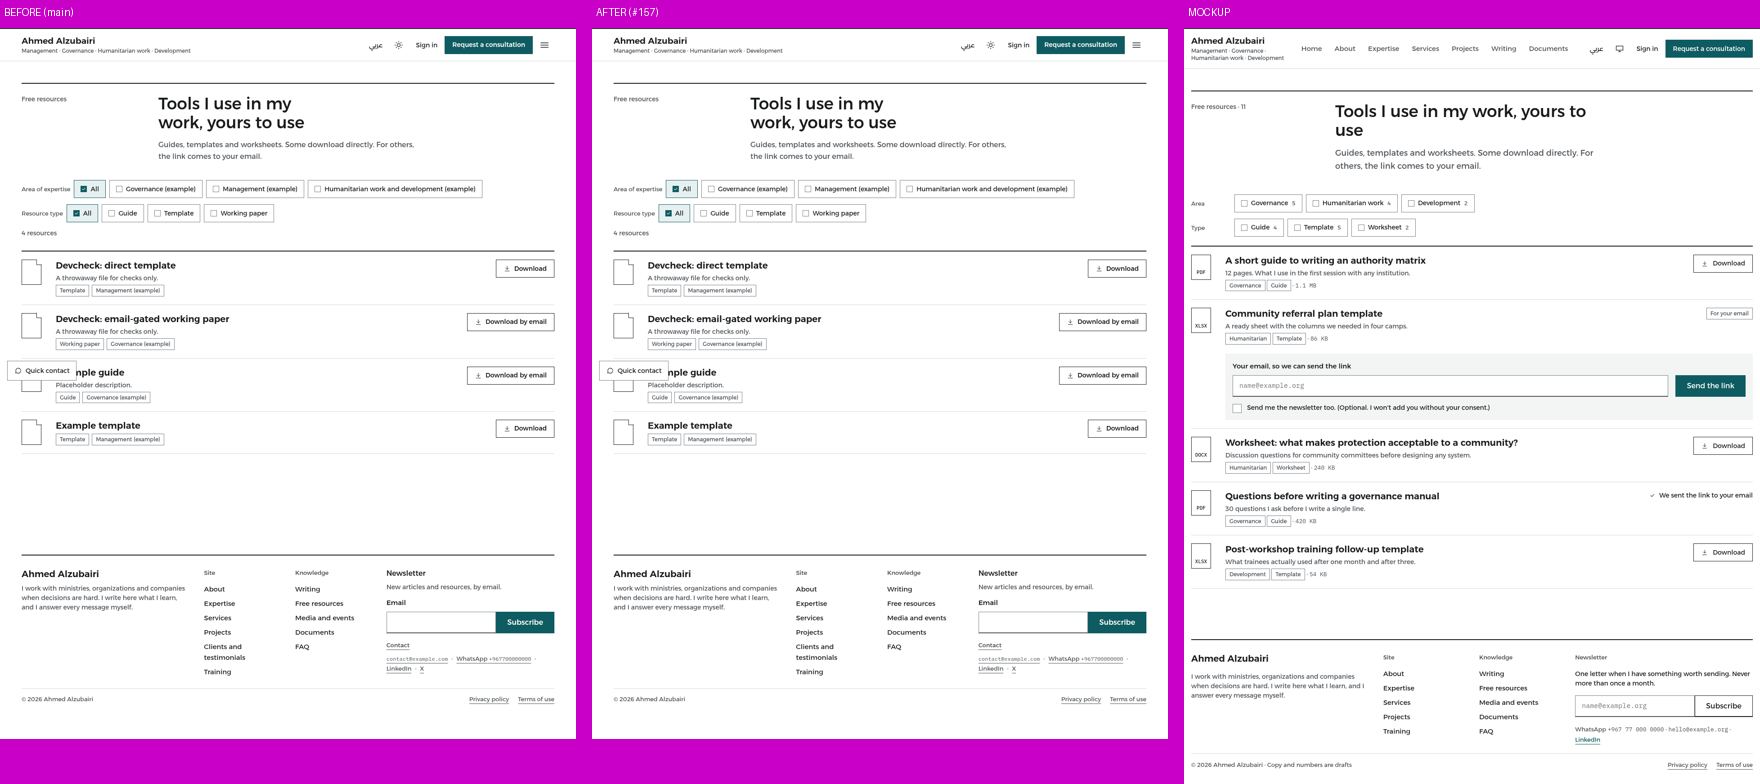 BEFORE (main)
Ahmed Alzubairi
Management · Governance · Humanitarian work · Development
عربي
Sign in
Request a consultation
Free resources
Tools I use in my
work, yours to use
Guides, templates and worksheets. Some download directly. For others,
the link comes to your email.
Area of expertise
All
Governance (example)
Management (example)
Humanitarian work and development (example)
Resource type
All
Guide
Template
Working paper
4 resources
Devcheck: direct template
A throwaway file for checks only.
Template
Management (example)
Download
Devcheck: email-gated working paper
A throwaway file for checks only.
Working paper
Governance (example)
Download by email
Quick contact
mple guide
Placeholder description.
Guide
Governance (example)
Download by email
Example template
Template
Management (example)
Download
Ahmed Alzubairi
I work with ministries, organizations and companies
when decisions are hard. I write here what I learn,
and I answer every message myself.
Site
About
Expertise
Services
Projects
Clients and
testimonials
Training
Knowledge
Writing
Free resources
Media and events
Documents
FAQ
Newsletter
New articles and resources, by email.
Email
Subscribe
Contact
contact@example.com · WhatsApp +967700000000 ·
LinkedIn · X
© 2026 Ahmed Alzubairi
Privacy policy
Terms of use
AFTER (#157)
Ahmed Alzubairi
Management · Governance · Humanitarian work · Development
عربي
Sign in
Request a consultation
Free resources
Tools I use in my
work, yours to use
Guides, templates and worksheets. Some download directly. For others,
the link comes to your email.
Area of expertise
All
Governance (example)
Management (example)
Humanitarian work and development (example)
Resource type
All
Guide
Template
Working paper
4 resources
Devcheck: direct template
A throwaway file for checks only.
Template
Management (example)
Download
Devcheck: email-gated working paper
A throwaway file for checks only.
Working paper
Governance (example)
Download by email
Quick contact
mple guide
Placeholder description.
Guide
Governance (example)
Download by email
Example template
Template
Management (example)
Download
Ahmed Alzubairi
I work with ministries, organizations and companies
when decisions are hard. I write here what I learn,
and I answer every message myself.
Site
About
Expertise
Services
Projects
Clients and
testimonials
Training
Knowledge
Writing
Free resources
Media and events
Documents
FAQ
Newsletter
New articles and resources, by email.
Email
Subscribe
Contact
contact@example.com · WhatsApp +967700000000 ·
LinkedIn · X
© 2026 Ahmed Alzubairi
Privacy policy
Terms of use
MOCKUP
Ahmed Alzubairi
Management · Governance ·
Humanitarian work · Development
Home
About
Expertise
Services
Projects
Writing
Documents
عربي
Sign in
Request a consultation
Free resources · 11
Tools I use in my work, yours to
use
Guides, templates and worksheets. Some download directly. For
others, the link comes to your email.
Area
Governance 5
Humanitarian work 4
Development 2
Type
Guide 4
Template 5
Worksheet 2
PDF
A short guide to writing an authority matrix
12 pages. What I use in the first session with any institution.
Governance
Guide
·1.1 MB
Download
XLSX
Community referral plan template
A ready sheet with the columns we needed in four camps.
Humanitarian
Template
·86 KB
For your email
Your email, so we can send the link
name@example.org
Send the link
Send me the newsletter too. (Optional. I won't add you without your consent.)
DOCX
Worksheet: what makes protection acceptable to a community?
Discussion questions for community committees before designing any system.
Humanitarian
Worksheet
·240 KB
Download
PDF
Questions before writing a governance manual
30 questions I ask before I write a single line.
Governance
Guide
·420 KB
We sent the link to your email
XLSX
Post-workshop training follow-up template
What trainees actually used after one month and after three.
Development
Template
·54 KB
Download
Ahmed Alzubairi
I work with ministries, organizations and companies
when decisions are hard. I write here what I learn, and I
answer every message myself.
Site
About
Expertise
Services
Projects
Training
Knowledge
Writing
Free resources
Media and events
Documents
Newsletter
One letter when I have something worth sending. Never
more than once a month.
name@example.org
Subscribe
WhatsApp +967 77 000 0000 · hello@example.org ·
LinkedIn
© 2026 Ahmed Alzubairi · Copy and numbers are drafts
Privacy policy
Terms of use